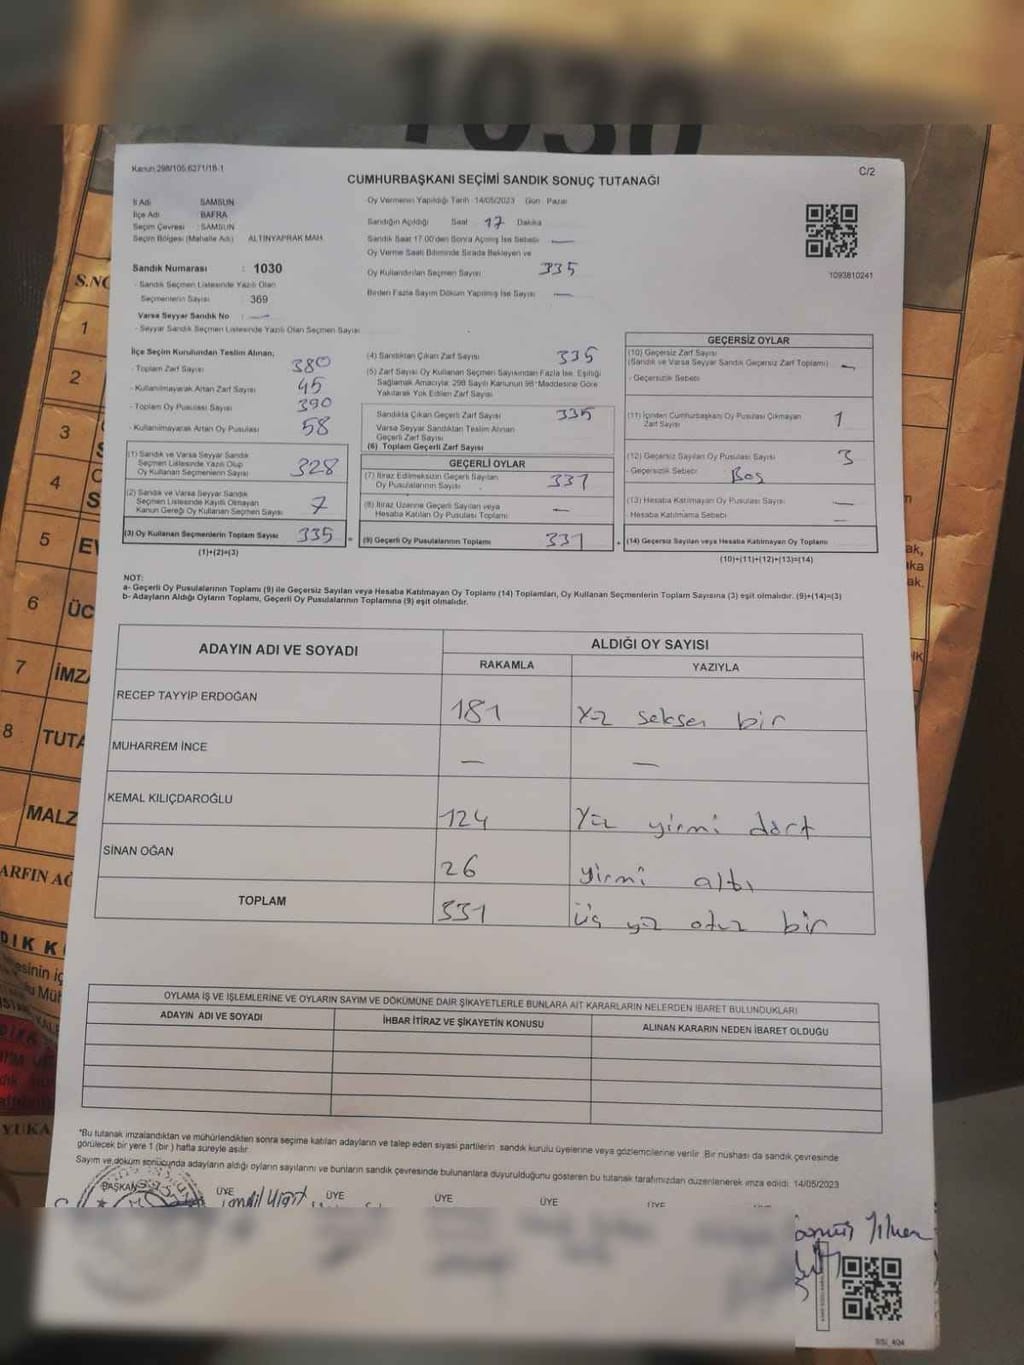 1030
Kanun 298/105.6271/18-1
C/2
CUMHURBAŞKANI SEÇİMİ SANDIK SONUÇ TUTANAĞI
İl Adı SAMSUN
İlçe Adı BAFRA
Seçim Çevresi : SAMSUN
Seçim Bölgesi (Mahalle Adı) ALTINYAPRAK MAH.
Sandık Numarası : 1030
- Sandık Seçmen Listesinde Yazılı Olan
Seçmenlerin Sayısı 369
Varsa Seyyar Sandık No : —
- Seyyar Sandık Seçmen Listesinde Yazılı Olan Seçmen Sayısı
Oy Vermenin Yapıldığı Tarih 14/05/2023 Gün Pazar
Sandığın Açıldığı Saat 17 Dakika
Sandık Saat 17.00'den Sonra Açılmış İse Sebebi —
Oy Verme Saati Bitiminde Sırada Bekleyen ve
Oy Kullandırılan Seçmen Sayısı 335
Birden Fazla Sayım Döküm Yapılmış İse Sayısı —
1093810241
İlçe Seçim Kurulundan Teslim Alınan,
- Toplam Zarf Sayısı 380
- Kullanılmayarak Artan Zarf Sayısı 45
- Toplam Oy Pusulası Sayısı 390
- Kullanılmayarak Artan Oy Pusulası 58
(1) Sandık ve Varsa Seyyar Sandık
Seçmen Listesinde Yazılı Olup
Oy Kullanan Seçmenlerin Sayısı 328
(2) Sandık ve Varsa Seyyar Sandık
Seçmen Listesinde Kayıtlı Olmayan
Kanun Gereği Oy Kullanan Seçmen Sayısı 7
(3) Oy Kullanan Seçmenlerin Toplam Sayısı 335
(1)+(2)=(3)
(4) Sandıktan Çıkan Zarf Sayısı 335
(5) Zarf Sayısı Oy Kullanan Seçmen Sayısından Fazla İse, Eşitliği
Sağlamak Amacıyla; 298 Sayılı Kanunun 98 Maddesine Göre
Yakılarak Yok Edilen Zarf Sayısı
Sandıkta Çıkan Geçerli Zarf Sayısı 335
Varsa Seyyar Sandıktan Teslim Alınan
Geçerli Zarf Sayısı
(6) Toplam Geçerli Zarf Sayısı
GEÇERLİ OYLAR
(7) İtiraz Edilmeksizin Geçerli Sayılan
Oy Pusulalarının Sayısı 331
(8) İtiraz Üzerine Geçerli Sayılan veya
Hesaba Katılan Oy Pusulası Toplamı —
(9) Geçerli Oy Pusulalarının Toplamı 331
GEÇERSİZ OYLAR
(10) Geçersiz Zarf Sayısı
(Sandık ve Varsa Seyyar Sandık Geçersiz Zarf Toplamı) —
- Geçersizlik Sebebi
(11) İçinden Cumhurbaşkanı Oy Pusulası Çıkmayan
Zarf Sayısı 1
(12) Geçersiz Sayılan Oy Pusulası Sayısı 3
- Geçersizlik Sebebi Boş
(13) Hesaba Katılmayan Oy Pusulası Sayısı —
Hesaba Katılmama Sebebi —
(14) Geçersiz Sayılan veya Hesaba Katılmayan Oy Toplamı
(10)+(11)+(12)+(13)=(14)
NOT:
a- Geçerli Oy Pusulalarının Toplamı (9) ile Geçersiz Sayılan veya Hesaba Katılmayan Oy Toplamı (14) Toplamları, Oy Kullanan Seçmenlerin Toplam Sayısına (3) eşit olmalıdır. (9)+(14)=(3)
b- Adayların Aldığı Oyların Toplamı, Geçerli Oy Pusulalarının Toplamına (9) eşit olmalıdır.
ADAYIN ADI VE SOYADI
ALDIĞI OY SAYISI
RAKAMLA YAZIYLA
RECEP TAYYİP ERDOĞAN 181 Yüz seksen bir
MUHARREM İNCE — —
KEMAL KILIÇDAROĞLU 124 Yüz yirmi dört
SİNAN OĞAN 26 yirmi altı
TOPLAM 331 üç yüz otuz bir
OYLAMA İŞ VE İŞLEMLERİNE VE OYLARIN SAYIM VE DÖKÜMÜNE DAİR ŞİKAYETLERLE BUNLARA AİT KARARLARIN NELERDEN İBARET BULUNDUKLARI
ADAYIN ADI VE SOYADI İHBAR İTİRAZ VE ŞİKAYETİN KONUSU ALINAN KARARIN NEDEN İBARET OLDUĞU
*Bu tutanak imzalandıktan ve mühürlendikten sonra seçime katılan adayların ve talep eden siyasi partilerin sandık kurulu üyelerine veya gözlemcilerine verilir. Bir nüshası da sandık çevresinde
görülecek bir yere 1 (bir) hafta süreyle asılır.
Sayım ve döküm sonucunda adayların aldığı oyların sayılarını ve bunların sandık çevresinde bulunanlara duyurulduğunu gösteren bu tutanak tarafımızdan düzenlenerek imza edildi. 14/05/2023
BAŞKAN ÜYE ÜYE ÜYE ÜYE ÜYE
S.NO
1
2
3
4
5
6 ÜÇ
7 İMZA
8 TUTA
MALZ